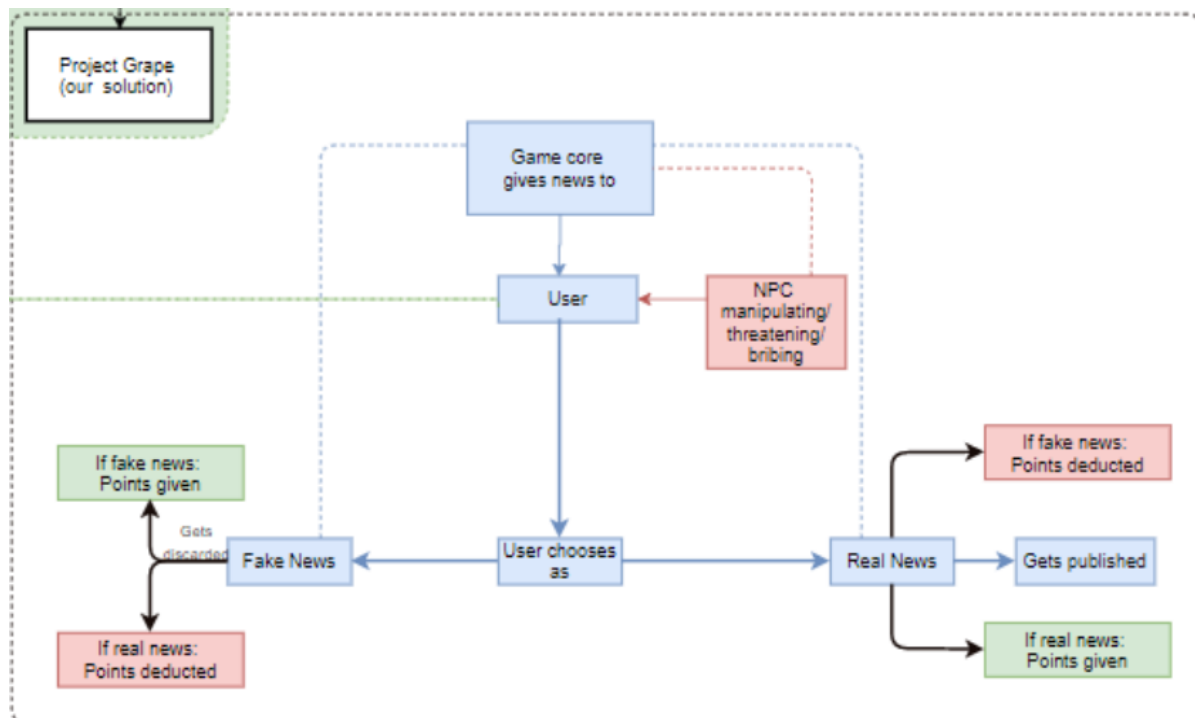 Project Grape
(our solution)
Game core
gives news to
User
NPC
manipulating/
threatening/
bribing
If fake news:
Points given
If fake news:
Points deducted
Gets
discarded
Fake News
User chooses
as
Real News
Gets published
If real news:
Points deducted
If real news:
Points given